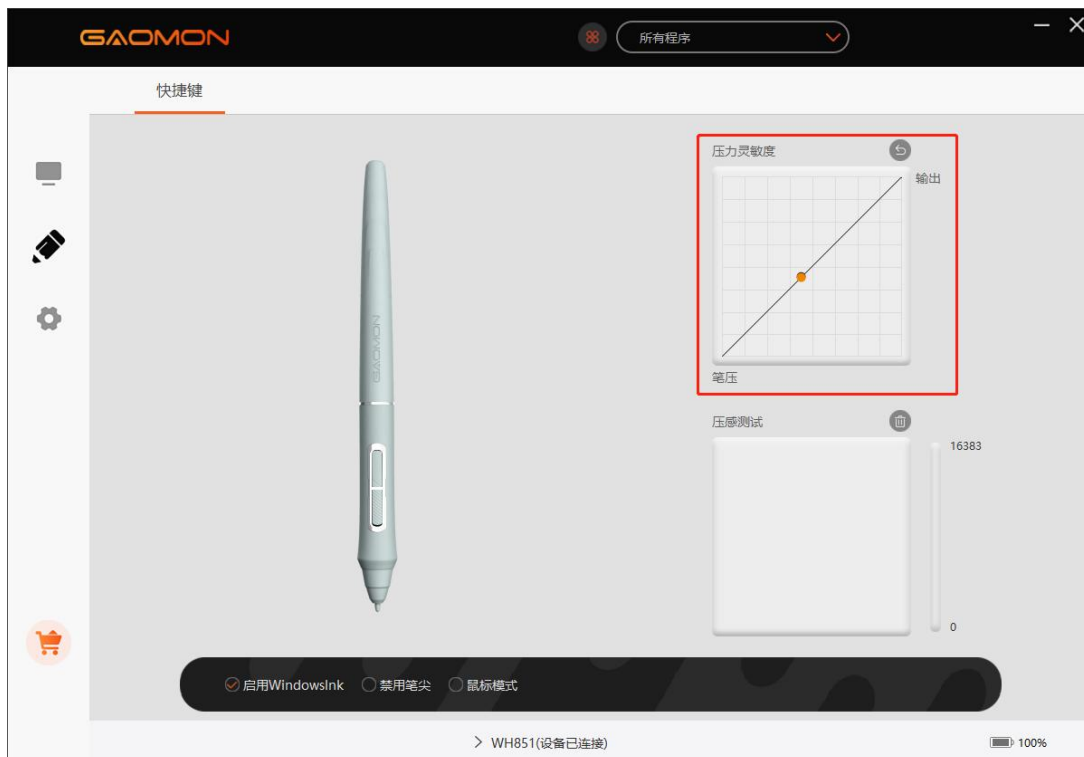 GAOMON
所有程序
快捷键
压力灵敏度
输出
GAOMON
笔压
压感测试
16383
0
启用WindowsInk 禁用笔尖 鼠标模式
WH851(设备已连接)
100%